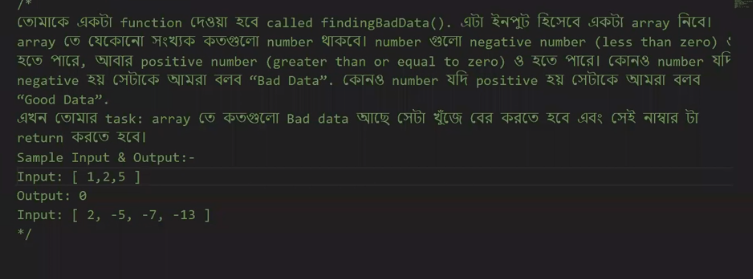 /*
তোমাকে একটা function দেওয়া হবে called findingBadData(). এটা ইনপুট হিসেবে একটা array নিবে।
array তে যেকোনো সংখ্যক কতগুলো number থাকবে। number গুলো negative number (less than zero)
হতে পারে, আবার positive number (greater than or equal to zero) ও হতে পারে। কোনও number যদি
negative হয় সেটাকে আমরা বলব “Bad Data”. কোনও number যদি positive হয় সেটাকে আমরা বলব
“Good Data”.
এখন তোমার task: array তে কতগুলো Bad data আছে সেটা খুঁজে বের করতে হবে এবং সেই নাম্বার টা
return করতে হবে।
Sample Input & Output:-
Input: [ 1,2,5 ]
Output: 0
Input: [ 2, -5, -7, -13 ]
*/